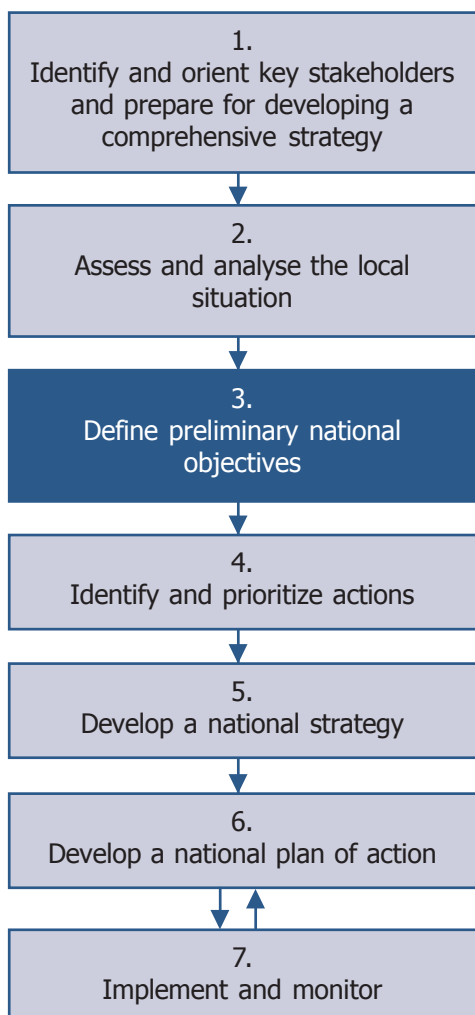 1.
Identify and orient key stakeholders
and prepare for developing a
comprehensive strategy
2.
Assess and analyse the local
situation
3.
Define preliminary national
objectives
4.
Identify and prioritize actions
5.
Develop a national strategy
6.
Develop a national plan of action
7.
Implement and monitor